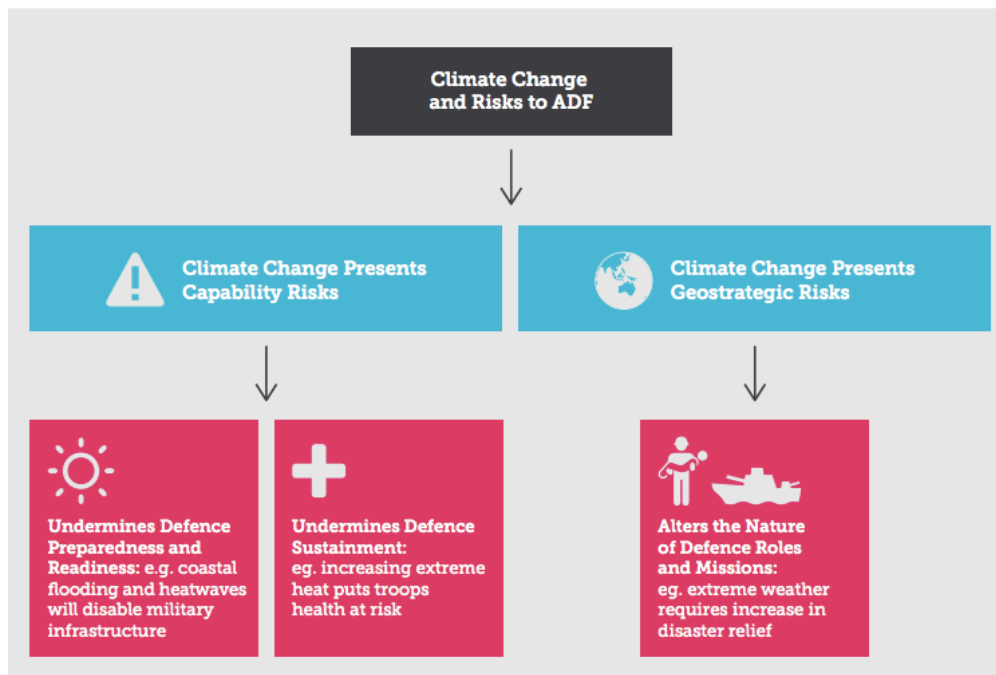 Climate Change
and Risks to ADF
Climate Change Presents
Capability Risks
Climate Change Presents
Geostrategic Risks
Undermines Defence
Preparedness and
Readiness: e.g. coastal
flooding and heatwaves
will disable military
infrastructure
Undermines Defence
Sustainment:
eg. increasing extreme
heat puts troops
health at risk
Alters the Nature
of Defence Roles
and Missions:
eg. extreme weather
requires increase in
disaster relief